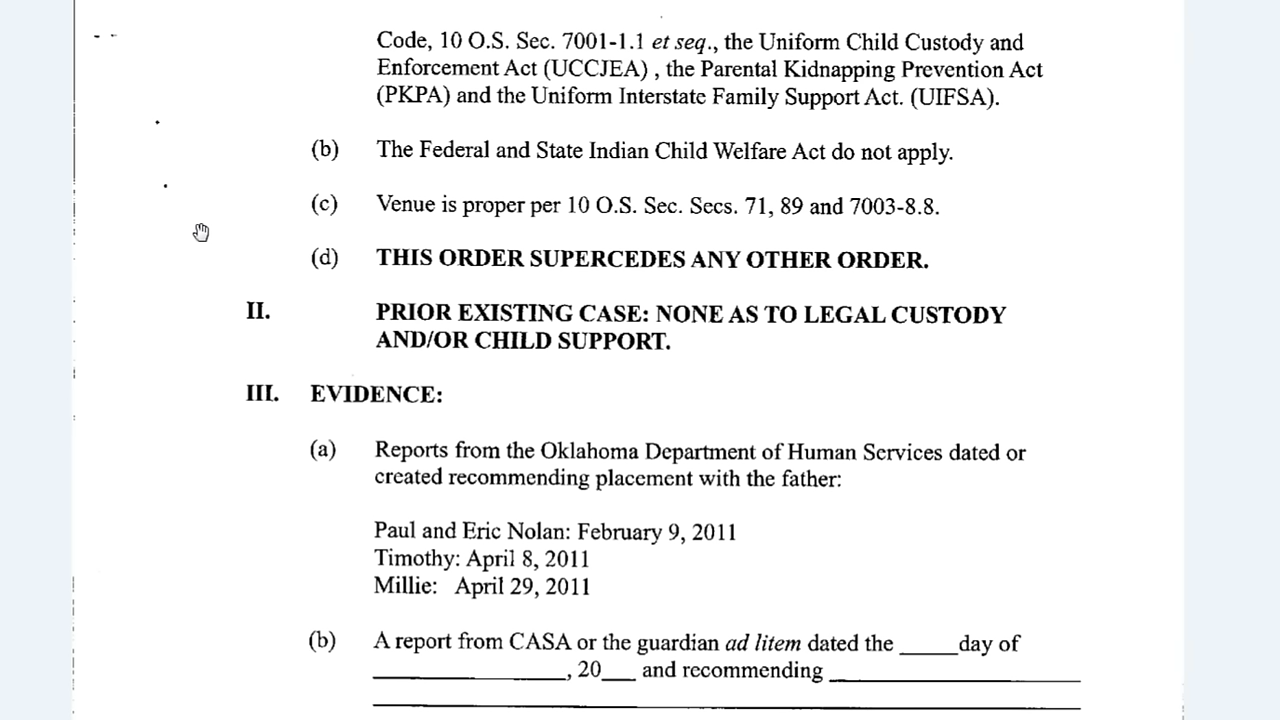 Code, 10 O.S. Sec. 7001-1.1 et seq., the Uniform Child Custody and
Enforcement Act (UCCJEA) , the Parental Kidnapping Prevention Act
(PKPA) and the Uniform Interstate Family Support Act. (UIFSA).
(b) The Federal and State Indian Child Welfare Act do not apply.
(c) Venue is proper per 10 O.S. Sec. Secs. 71, 89 and 7003-8.8.
(d) THIS ORDER SUPERCEDES ANY OTHER ORDER.
II. PRIOR EXISTING CASE: NONE AS TO LEGAL CUSTODY
AND/OR CHILD SUPPORT.
III. EVIDENCE:
(a) Reports from the Oklahoma Department of Human Services dated or
created recommending placement with the father:
Paul and Eric Nolan: February 9, 2011
Timothy: April 8, 2011
Millie: April 29, 2011
(b) A report from CASA or the guardian ad litem dated the _____day of
_________________, 20___ and recommending ______________________